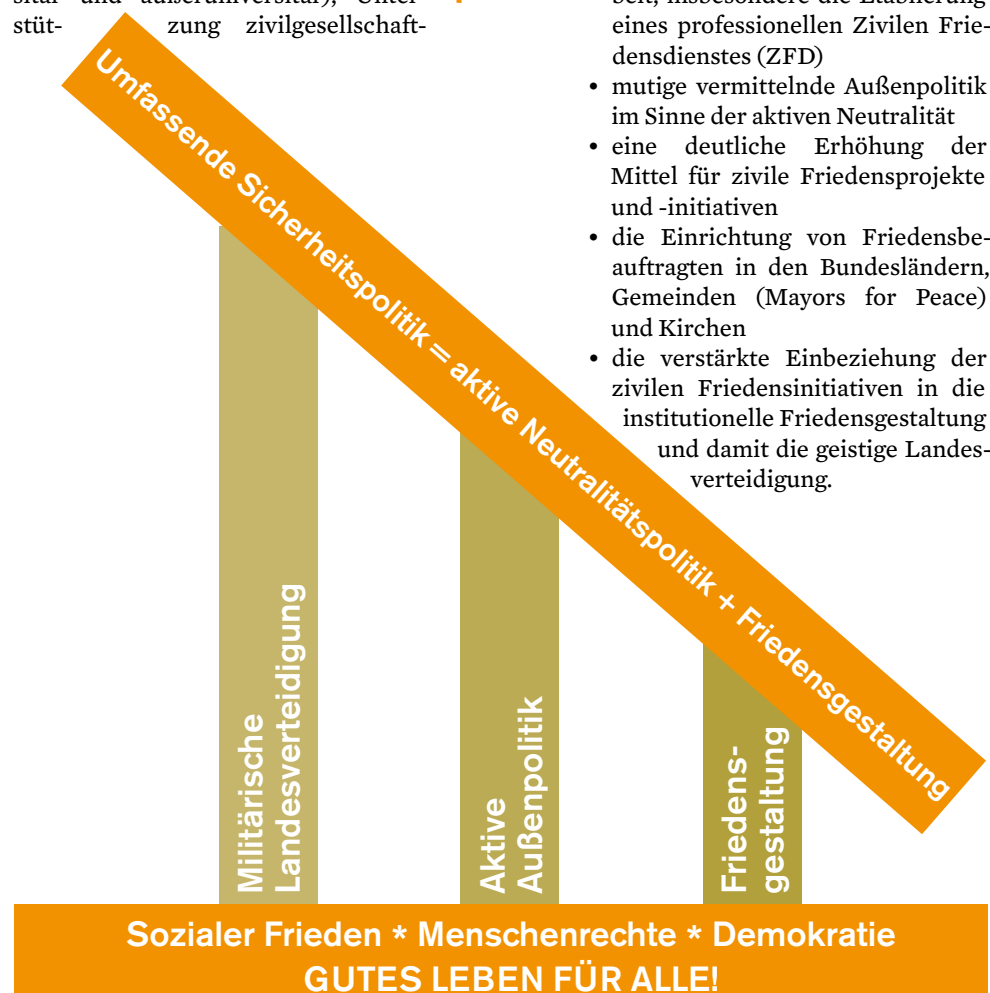 stüt- zung zivilgesellschaft-
eines professionellen Zivilen Frie-
densdienstes (ZFD)
• mutige vermittelnde Außenpolitik
im Sinne der aktiven Neutralität
• eine deutliche Erhöhung der
Mittel für zivile Friedensprojekte
und -initiativen
• die Einrichtung von Friedensbe-
auftragten in den Bundesländern,
Gemeinden (Mayors for Peace)
und Kirchen
• die verstärkte Einbeziehung der
zivilen Friedensinitiativen in die
institutionelle Friedensgestaltung
und damit die geistige Landes-
verteidigung.
Umfassende Sicherheitspolitik = aktive Neutralitätspolitik + Friedensgestaltung
Militärische
Landesverteidigung
Aktive
Außenpolitik
Friedens-
gestaltung
Sozialer Frieden * Menschenrechte * Demokratie
GUTES LEBEN FÜR ALLE!